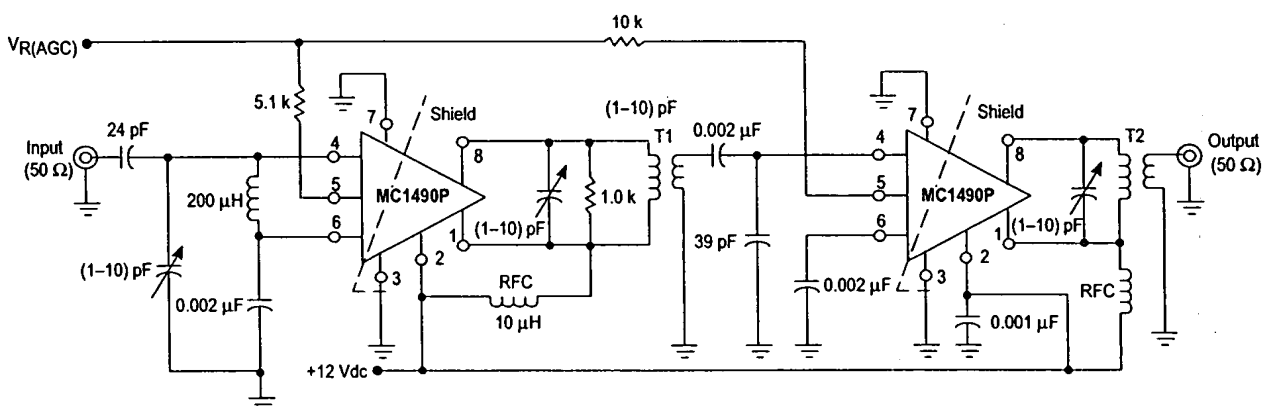 V_R(AGC)
10 k
5.1 k
7
Shield
(1–10) pF
T1
0.002 µF
7
Shield
T2
Output
(50 Ω)
Input
(50 Ω)
24 pF
4
8
4
8
200 µH
5
MC1490P
1.0 k
5
MC1490P
6
1
(1–10) pF
39 pF
6
1
(1–10) pF
(1–10) pF
0.002 µF
3
2
RFC
10 µH
0.002 µF
3
2
0.001 µF
RFC
+12 Vdc